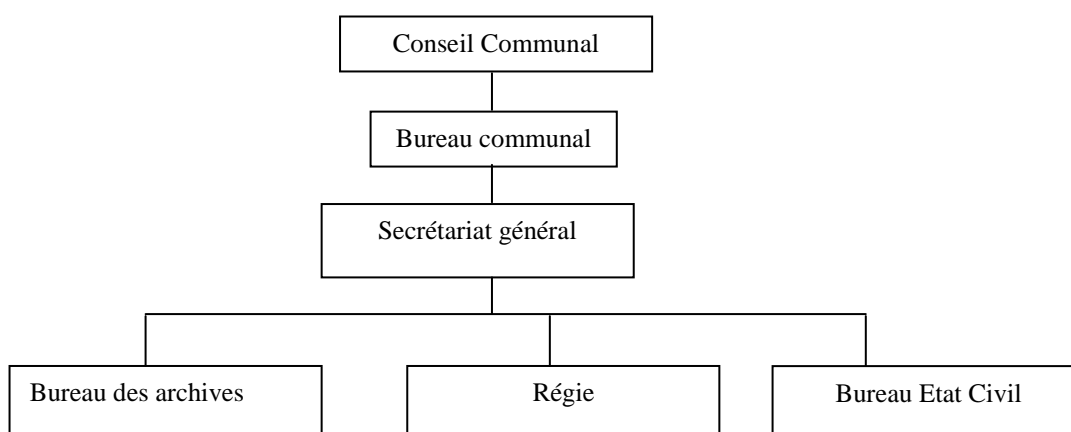 Conseil Communal
Bureau communal
Secrétariat général
Bureau des archives
Régie
Bureau Etat Civil